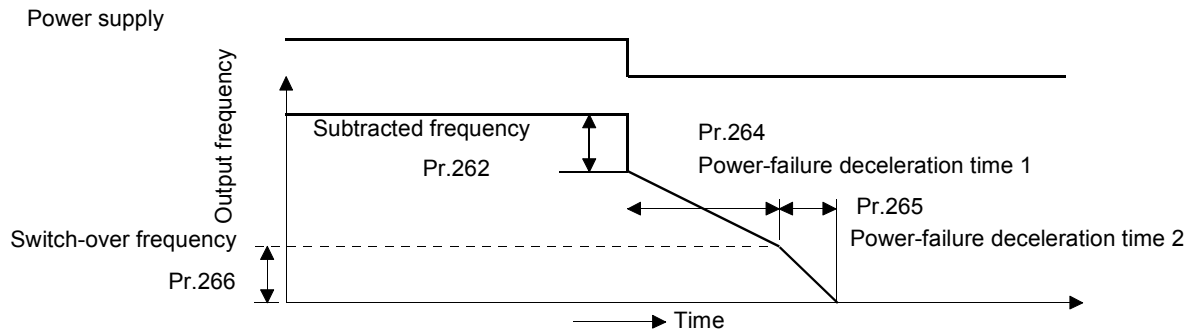 Power supply
Output frequency
Subtracted frequency
Pr.262
Pr.264
Power-failure deceleration time 1
Pr.265
Power-failure deceleration time 2
Switch-over frequency
Pr.266
Time